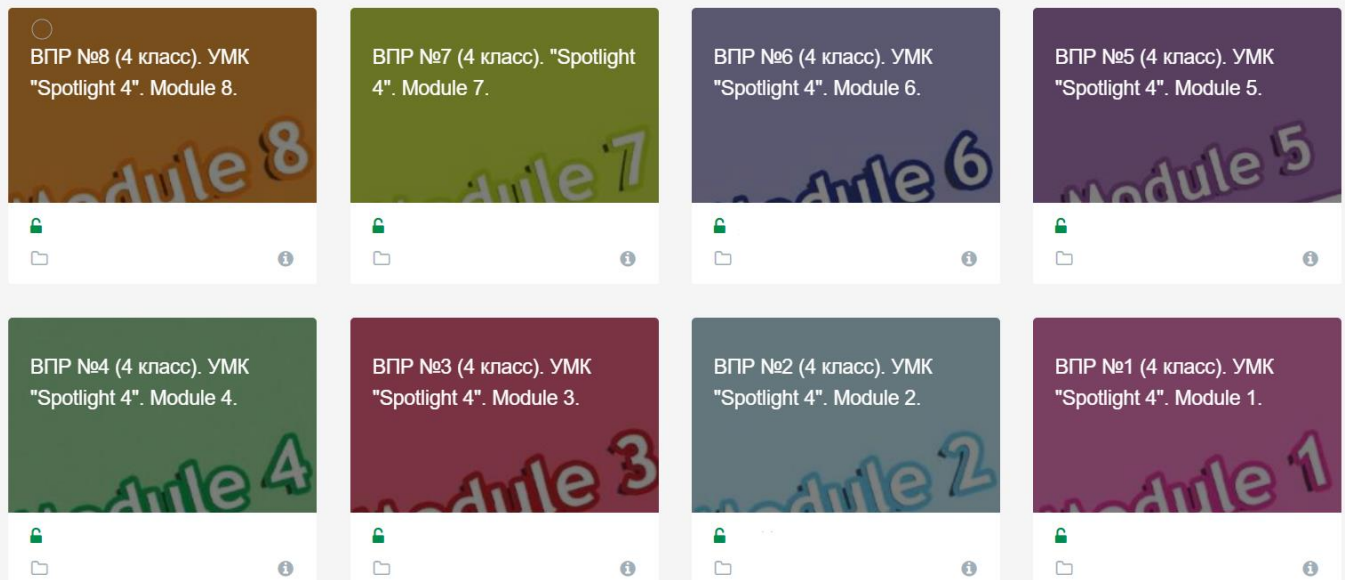 ВПР №8 (4 класс). УМК
"Spotlight 4". Module 8.
Module 8
ВПР №7 (4 класс). "Spotlight
4". Module 7.
Module 7
ВПР №6 (4 класс). УМК
"Spotlight 4". Module 6.
Module 6
ВПР №5 (4 класс). УМК
"Spotlight 4". Module 5.
Module 5
ВПР №4 (4 класс). УМК
"Spotlight 4". Module 4.
Module 4
ВПР №3 (4 класс). УМК
"Spotlight 4". Module 3.
Module 3
ВПР №2 (4 класс). УМК
"Spotlight 4". Module 2.
Module 2
ВПР №1 (4 класс). УМК
"Spotlight 4". Module 1.
Module 1